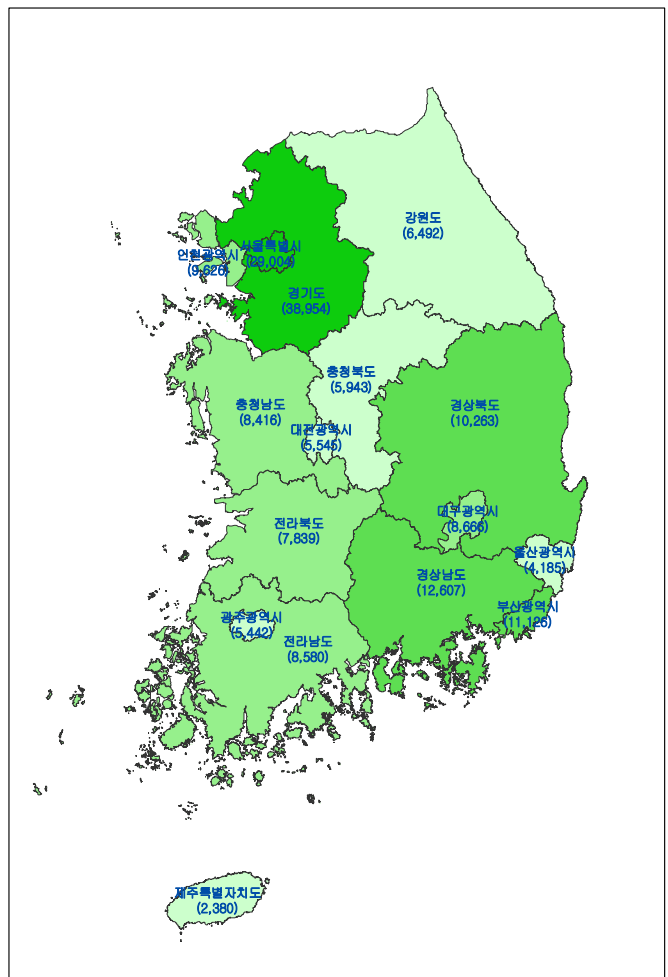 강원도
(6,492)
서울특별시
(29,004)
인천광역시
(9,626)
경기도
(38,954)
충청북도
(5,943)
충청남도
(8,416)
경상북도
(10,263)
대전광역시
(5,545)
대구광역시
(8,666)
전라북도
(7,839)
울산광역시
(4,185)
경상남도
(12,607)
부산광역시
(11,126)
광주광역시
(5,442)
전라남도
(8,580)
제주특별자치도
(2,380)